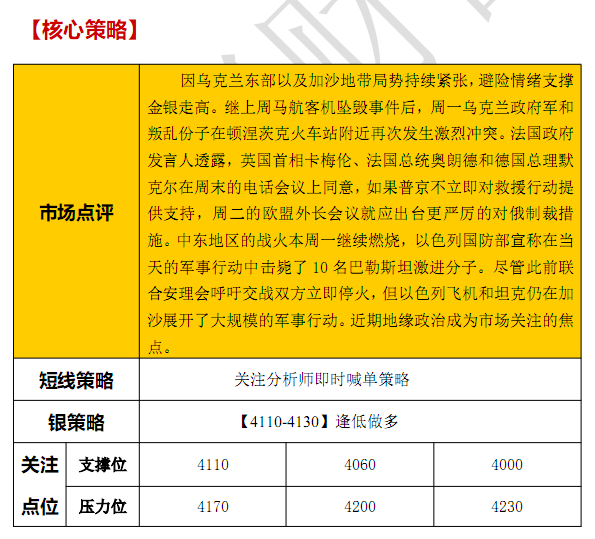 【核心策略】
因乌克兰东部以及加沙地带局势持续紧张，避险情绪支撑
金银走高。继上周马航客机坠毁事件后，周一乌克兰政府军和
叛乱份子在顿涅茨克火车站附近再次发生激烈冲突。法国政府
发言人透露，英国首相卡梅伦、法国总统奥朗德和德国总理默
克尔在周末的电话会议上同意，如果普京不立即对救援行动提
供支持，周二的欧盟外长会议就应出台更严厉的对俄制裁措
市场点评
施。中东地区的战火本周一继续燃烧，以色列国防部宣称在当
天的军事行动中击毙了 10 名巴勒斯坦激进分子。尽管此前联
合安理会呼吁交战双方立即停火，但以色列飞机和坦克仍在加
沙展开了大规模的军事行动。近期地缘政治成为市场关注的焦
点。
短线策略 关注分析师即时喊单策略
银策略 【4110-4130】逢低做多
关注 支撑位 4110 4060 4000
点位 压力位 4170 4200 4230